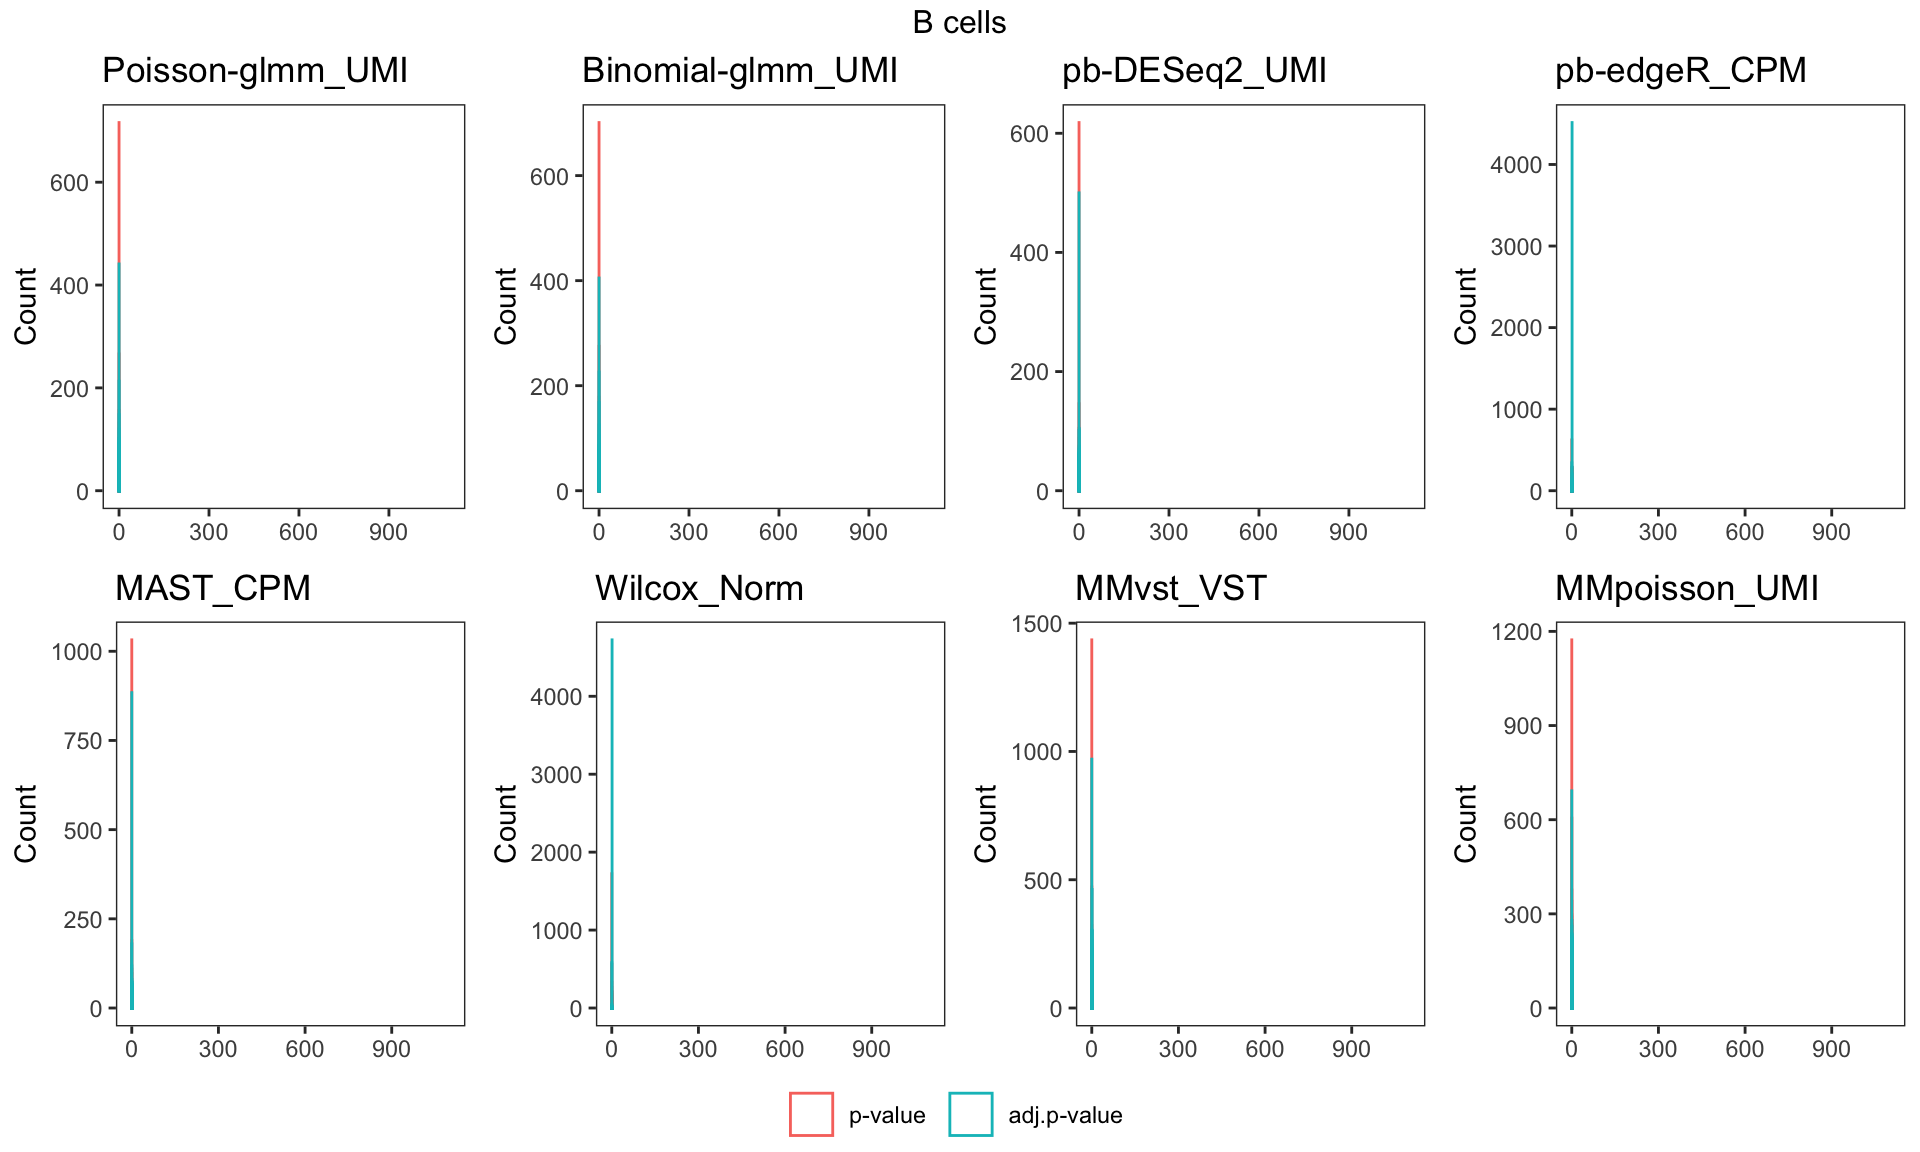 B cells
Poisson-glmm_UMI
Binomial-glmm_UMI
pb-DESeq2_UMI
pb-edgeR_CPM
Count
600
400
200
0
0 300 600 900
Count
600
400
200
0
0 300 600 900
Count
600
400
200
0
0 300 600 900
Count
4000
3000
2000
1000
0
0 300 600 900
MAST_CPM
Wilcox_Norm
MMvst_VST
MMpoisson_UMI
Count
1000
750
500
250
0
0 300 600 900
Count
4000
3000
2000
1000
0
0 300 600 900
Count
1500
1000
500
0
0 300 600 900
Count
1200
900
600
300
0
0 300 600 900
p-value
adj.p-value